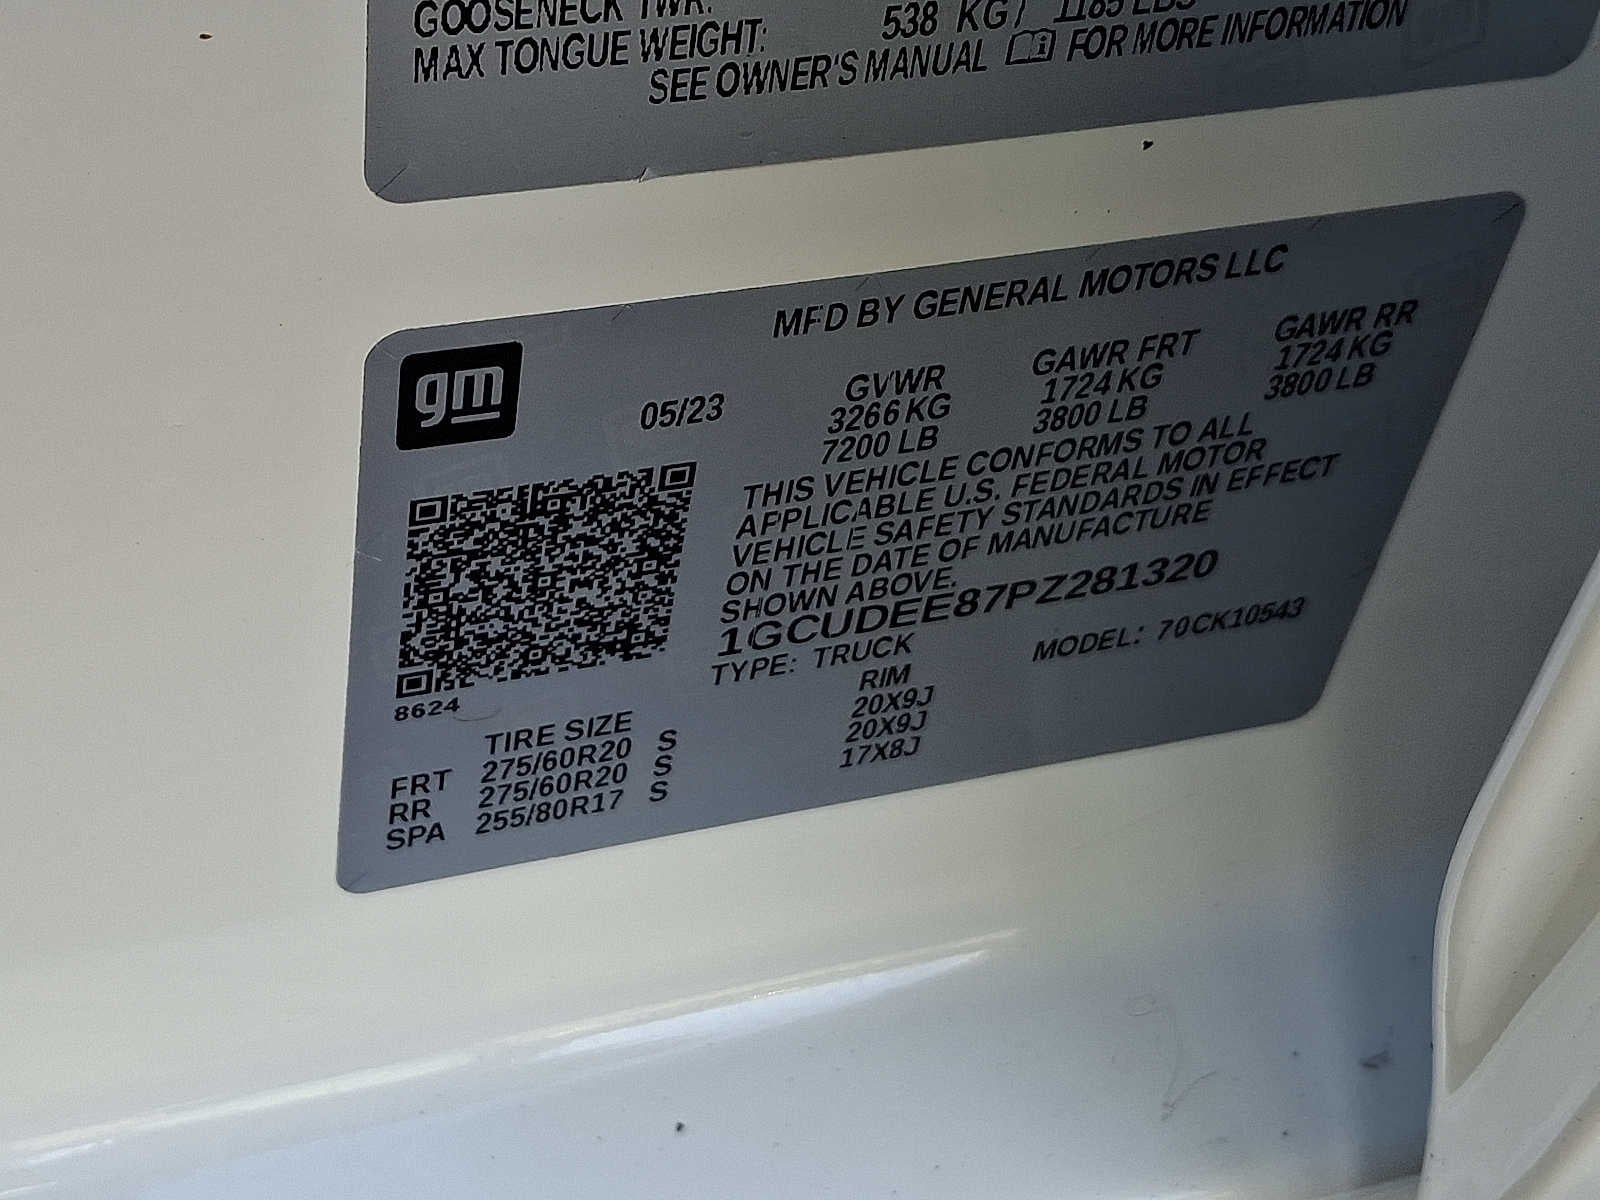 GOOSENECK TWR:
MAX TONGUE WEIGHT: 538 KG / 1185 LBS
SEE OWNER'S MANUAL FOR MORE INFORMATION
MFD BY GENERAL MOTORS LLC
gm
05/23
GVWR GAWR FRT GAWR RR
3266 KG 1724 KG 1724 KG
7200 LB 3800 LB 3800 LB
THIS VEHICLE CONFORMS TO ALL
APPLICABLE U.S. FEDERAL MOTOR
VEHICLE SAFETY STANDARDS IN EFFECT
ON THE DATE OF MANUFACTURE
SHOWN ABOVE.
1GCUDEE87PZ281320
TYPE: TRUCK MODEL: 70CK10543
8624
TIRE SIZE RIM
FRT 275/60R20 S 20X9J
RR 275/60R20 S 20X9J
SPA 255/80R17 S 17X8J